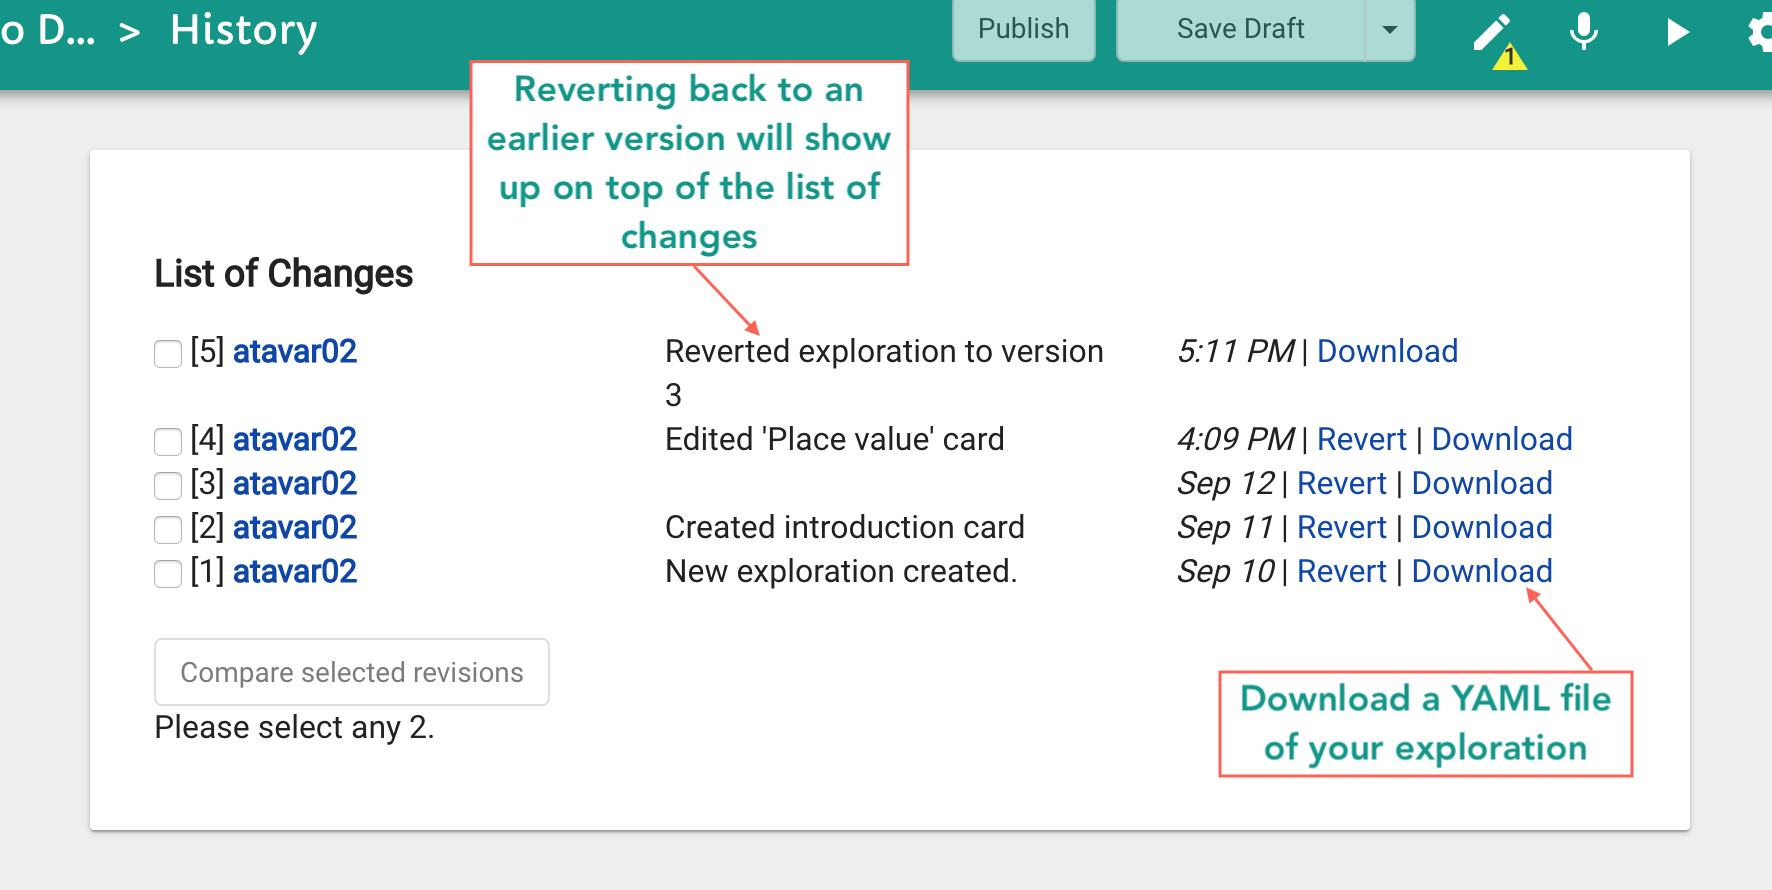 o D... > History
Publish
Save Draft
1
Reverting back to an
earlier version will show
up on top of the list of
changes
List of Changes
[5] atavar02 Reverted exploration to version 5:11 PM | Download
3
[4] atavar02 Edited 'Place value' card 4:09 PM | Revert | Download
[3] atavar02 Sep 12 | Revert | Download
[2] atavar02 Created introduction card Sep 11 | Revert | Download
[1] atavar02 New exploration created. Sep 10 | Revert | Download
Compare selected revisions
Please select any 2.
Download a YAML file
of your exploration